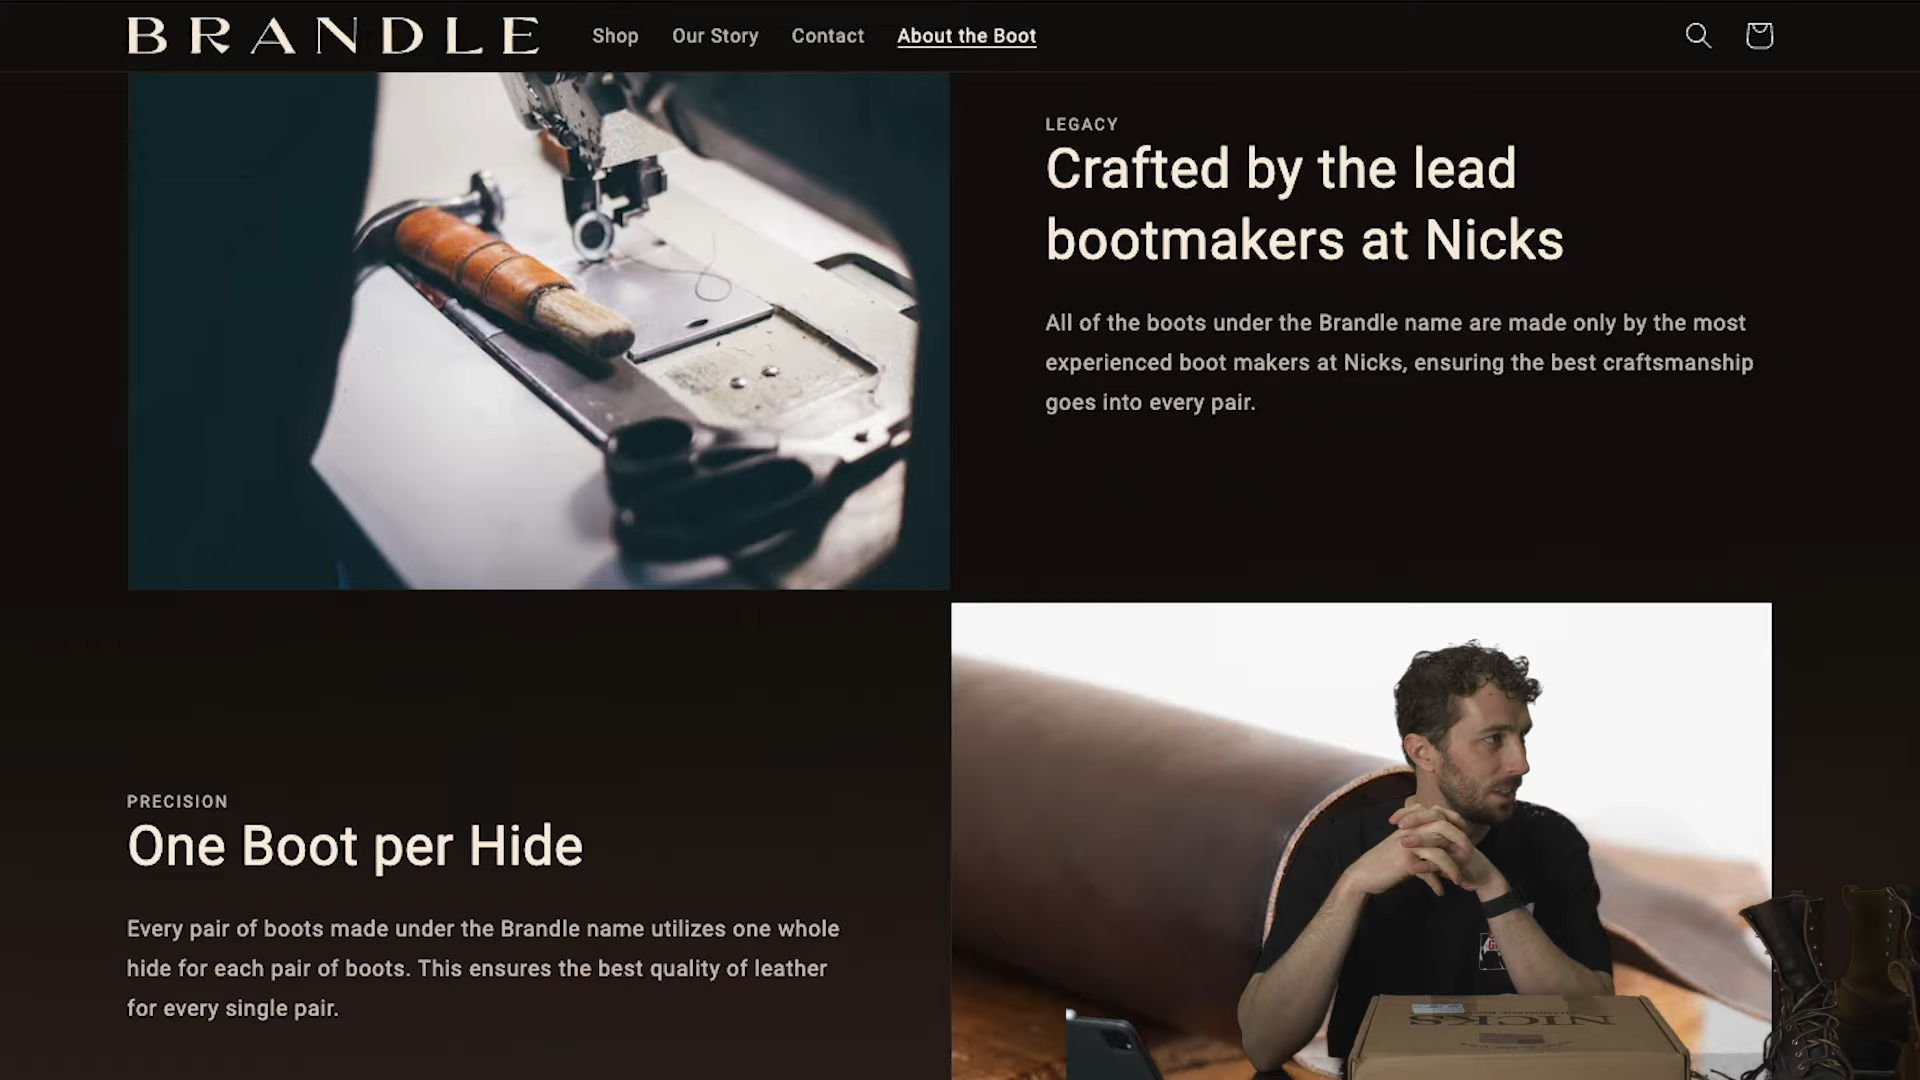 BRANDLE
Shop
Our Story
Contact
About the Boot
LEGACY
Crafted by the lead
bootmakers at Nicks
All of the boots under the Brandle name are made only by the most
experienced boot makers at Nicks, ensuring the best craftsmanship
goes into every pair.
PRECISION
One Boot per Hide
Every pair of boots made under the Brandle name utilizes one whole
hide for each pair of boots. This ensures the best quality of leather
for every single pair.
NICKS